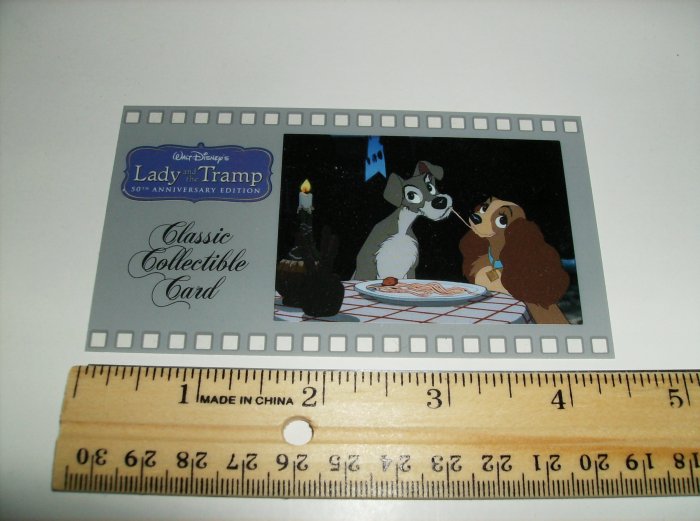 Walt Disney's
Lady and the Tramp
50TH ANNIVERSARY EDITION
Classic
Collectible
Card
1 MADE IN CHINA 2 3 4 5
30 29 28 27 26 25 24 23 22 21 20 19 18